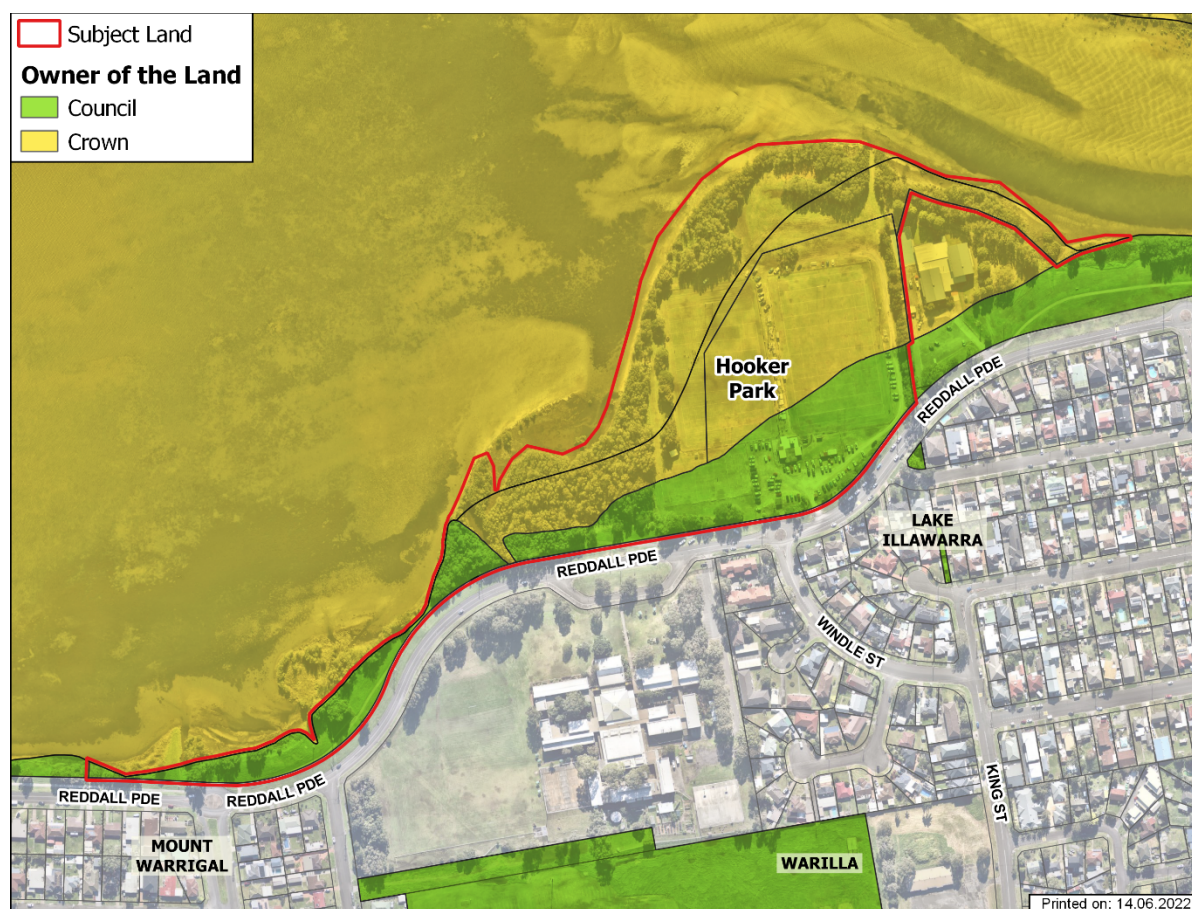 Subject Land
Owner of the Land
Council
Crown
Hooker
Park
REDDALL PDE
LAKE
ILLAWARRA
REDDALL PDE
WINDLE ST
KING ST
REDDALL PDE
REDDALL PDE
MOUNT
WARRIGAL
WARILLA
Printed on: 14.06.2022